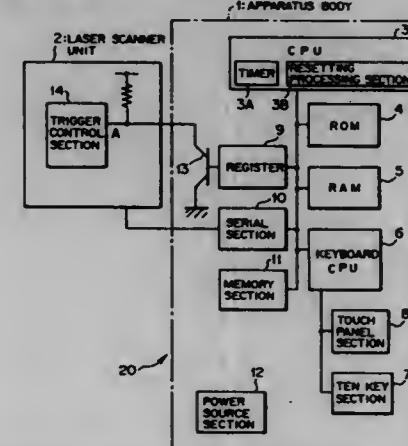 1: APPARATUS BODY
2: LASER SCANNER
UNIT
3
CPU
TIMER
RESETTING
PROCESSING SECTION
3A
3B
14
TRIGGER
CONTROL
SECTION
A
4
ROM
13
9
REGISTER
5
RAM
10
SERIAL
SECTION
6
KEYBOARD
CPU
11
MEMORY
SECTION
8
TOUCH
PANEL
SECTION
20
12
POWER
SOURCE
SECTION
7
TEN KEY
SECTION